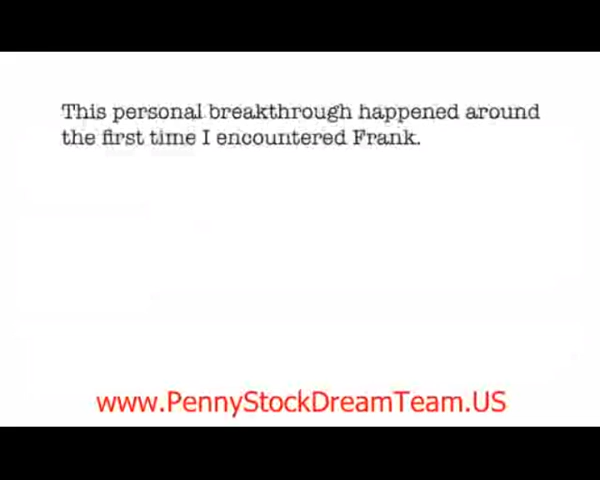 This personal breakthrough happened around
the first time I encountered Frank.
www.PennyStockDreamTeam.US